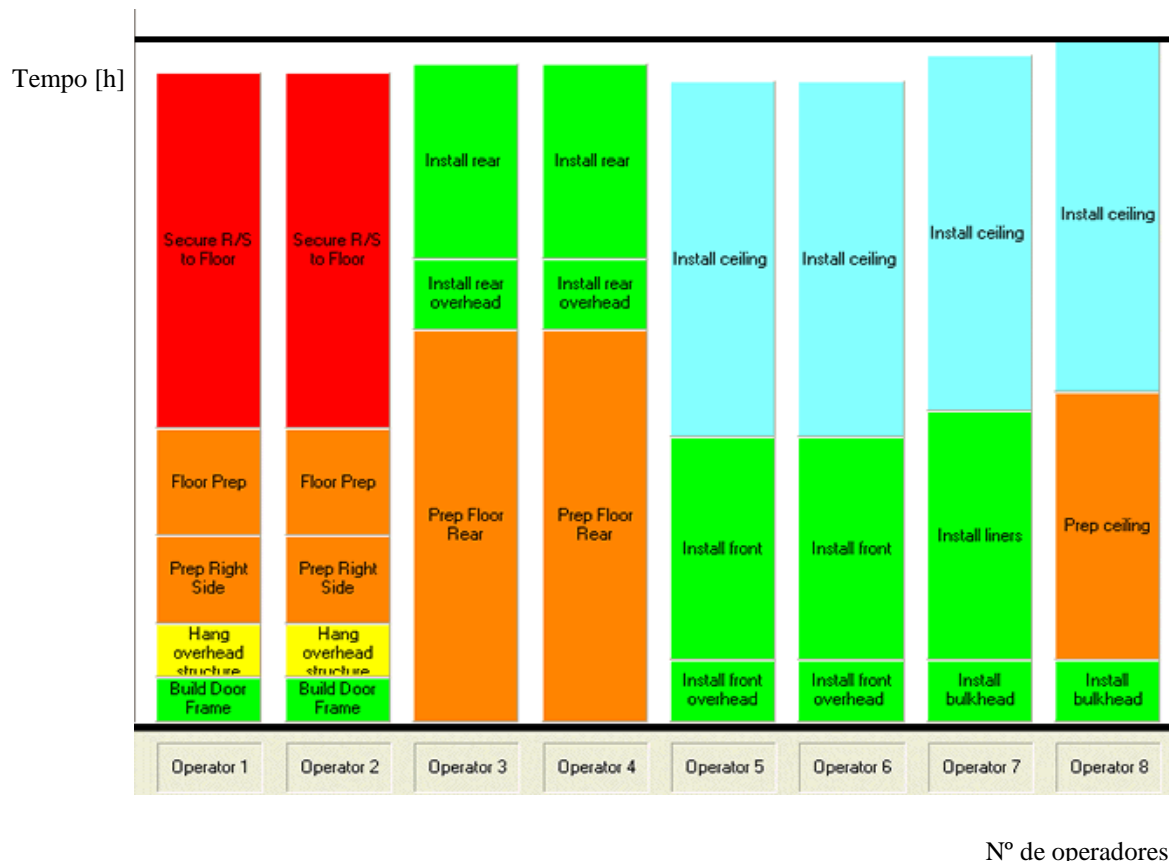 Tempo [h]
Secure R/S
to Floor
Floor Prep
Prep Right
Side
Hang
overhead
structure
Build Door
Frame
Secure R/S
to Floor
Floor Prep
Prep Right
Side
Hang
overhead
structure
Build Door
Frame
Install rear
Install rear
overhead
Prep Floor
Rear
Install rear
Install rear
overhead
Prep Floor
Rear
Install ceiling
Install front
Install front
overhead
Install ceiling
Install front
Install front
overhead
Install ceiling
Install liners
Install
bulkhead
Install ceiling
Prep ceiling
Install
bulkhead
Operator 1
Operator 2
Operator 3
Operator 4
Operator 5
Operator 6
Operator 7
Operator 8
Nº de operadores